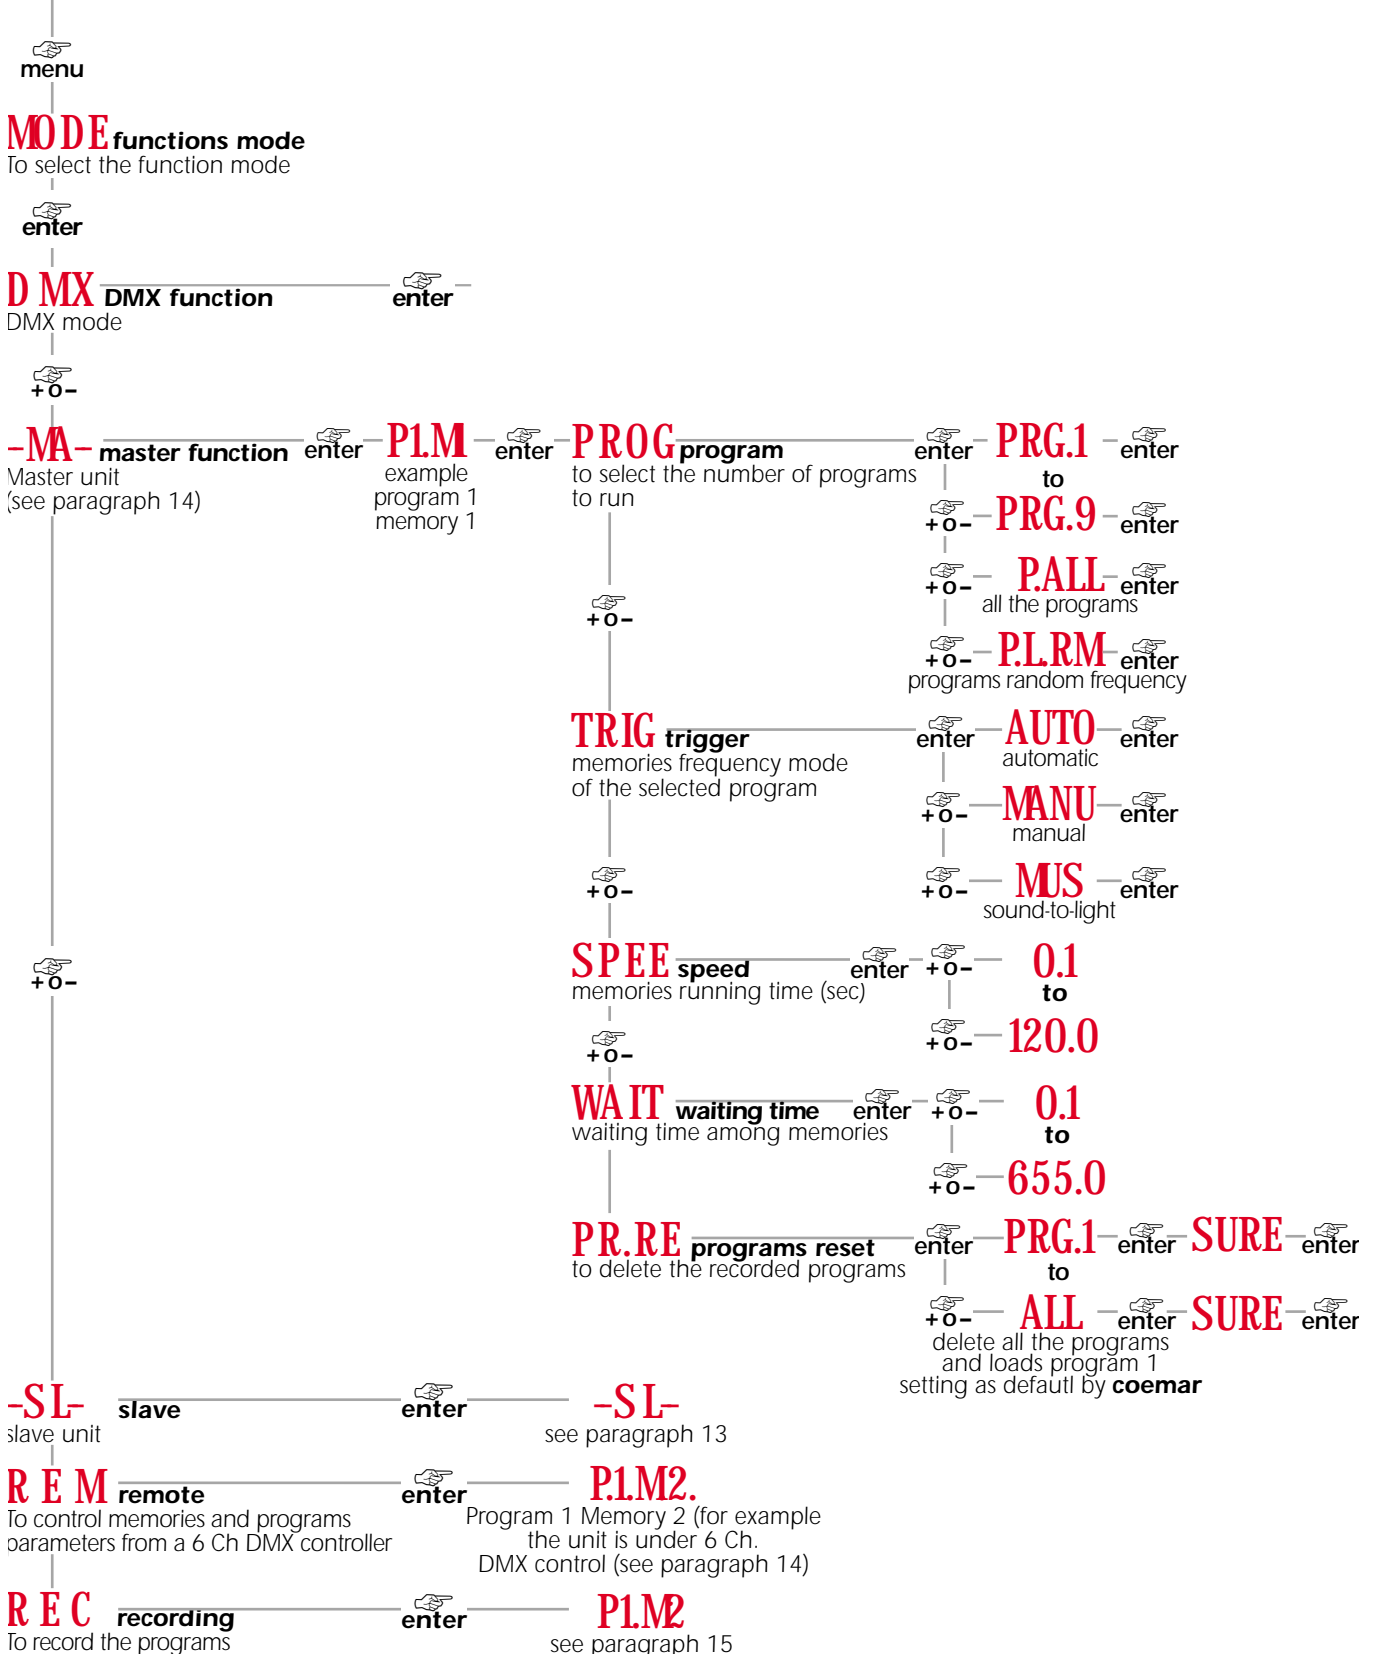 menu
MODE functions mode
To select the function mode
enter
D MX DMX function enter
DMX mode
+o-
-MA- master function enter P1.M1 enter PROG program enter PRG.1 enter
Master unit
(see paragraph 14)
example
program 1
memory 1
to select the number of programs
to run
to
+o- PRG.9 enter
+o- P.ALL enter
all the programs
+o-
+o- P.L.RM enter
programs random frequency
TRIG trigger enter AUTO enter
memories frequency mode
of the selected program
automatic
+o- MANU enter
manual
+o-
+o- MUS enter
sound-to-light
+o-
SPEE speed enter +o- 0.1
memories running time (sec)
to
+o- 120.0
+o-
WAIT waiting time enter +o- 0.1
waiting time among memories
to
+o- 655.0
PR.RE programs reset enter PRG.1 enter SURE enter
to delete the recorded programs
to
+o- ALL enter SURE enter
delete all the programs
and loads program 1
setting as defautl by coemar
-SL- slave enter -SL-
slave unit
see paragraph 13
R E M remote enter P.1.M2.
To control memories and programs
parameters from a 6 Ch DMX controller
Program 1 Memory 2 (for example
the unit is under 6 Ch.
DMX control (see paragraph 14)
R E C recording enter P1.M2
To record the programs
see paragraph 15